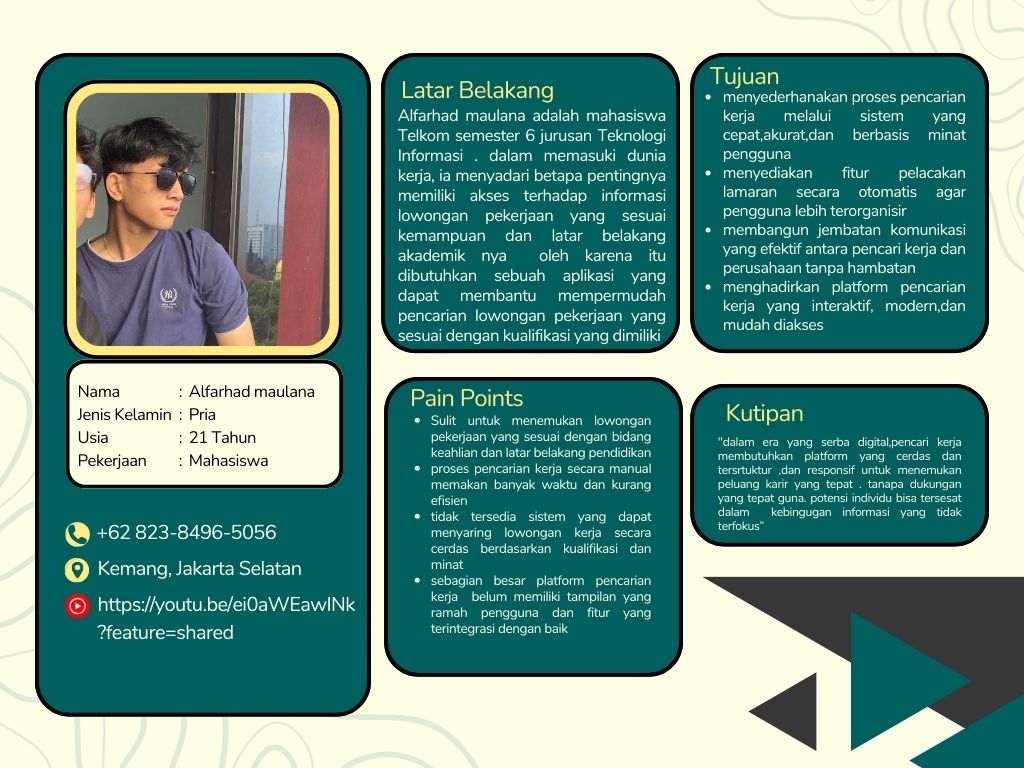 Nama : Alfarhad maulana
Jenis Kelamin : Pria
Usia : 21 Tahun
Pekerjaan : Mahasiswa
+62 823-8496-5056
Kemang, Jakarta Selatan
https://youtu.be/ei0aWEawINk
?feature=shared
Latar Belakang
Alfarhad maulana adalah mahasiswa
Telkom semester 6 jurusan Teknologi
Informasi . dalam memasuki dunia
kerja, ia menyadari betapa pentingnya
memiliki akses terhadap informasi
lowongan pekerjaan yang sesuai
kemampuan dan latar belakang
akademik nya oleh karena itu
dibutuhkan sebuah aplikasi yang
dapat membantu mempermudah
pencarian lowongan pekerjaan yang
sesuai dengan kualifikasi yang dimiliki
Tujuan
• menyederhanakan proses pencarian
kerja melalui sistem yang
cepat,akurat,dan berbasis minat
pengguna
• menyediakan fitur pelacakan
lamaran secara otomatis agar
pengguna lebih terorganisir
• membangun jembatan komunikasi
yang efektif antara pencari kerja dan
perusahaan tanpa hambatan
• menghadirkan platform pencarian
kerja yang interaktif, modern,dan
mudah diakses
Pain Points
• Sulit untuk menemukan lowongan
pekerjaan yang sesuai dengan bidang
keahlian dan latar belakang pendidikan
• proses pencarian kerja secara manual
memakan banyak waktu dan kurang
efisien
• tidak tersedia sistem yang dapat
menyaring lowongan kerja secara
cerdas berdasarkan kualifikasi dan
minat
• sebagian besar platform pencarian
kerja belum memiliki tampilan yang
ramah pengguna dan fitur yang
terintegrasi dengan baik
Kutipan
"dalam era yang serba digital,pencari kerja
membutuhkan platform yang cerdas dan
tersrtuktur ,dan responsif untuk menemukan
peluang karir yang tepat . tanapa dukungan
yang tepat guna. potensi individu bisa tersesat
dalam kebingugan informasi yang tidak
terfokus"